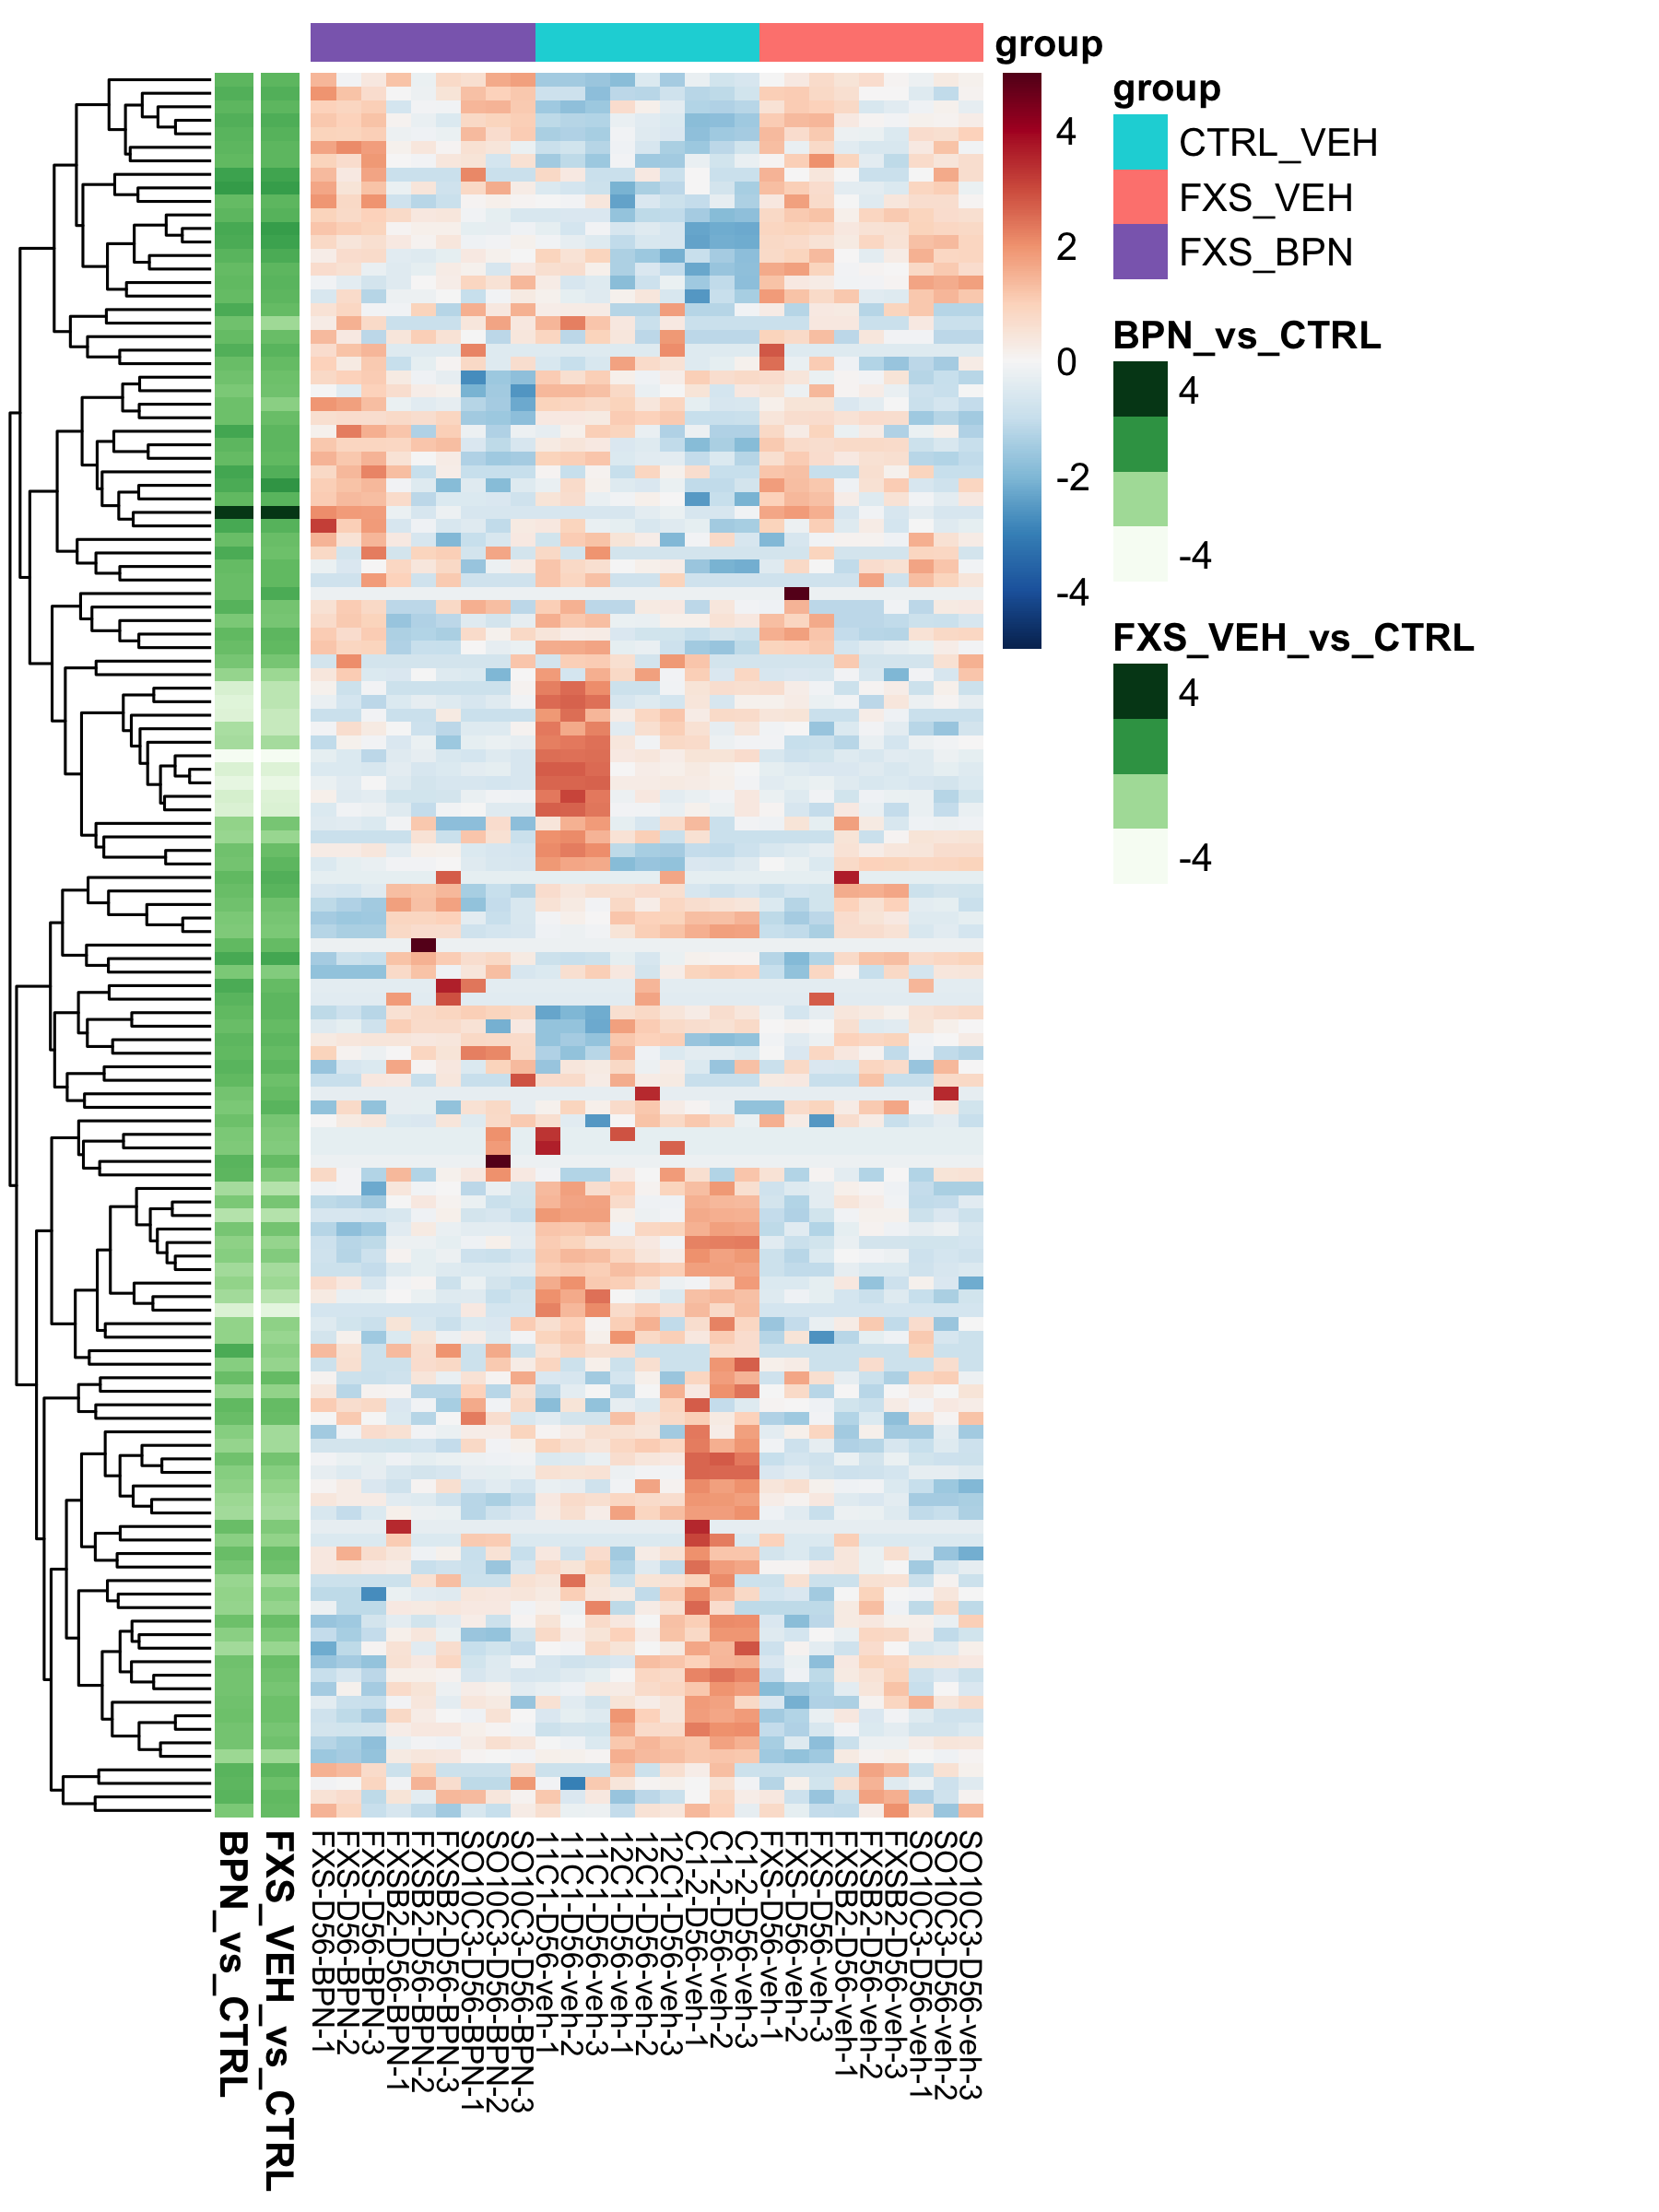 group
4
2
0
-2
-4
group
CTRL_VEH
FXS_VEH
FXS_BPN
BPN_vs_CTRL
4
-4
FXS_VEH_vs_CTRL
4
-4
BPN_vs_CTRL
FXS_VEH_vs_CTRL
FXS-D56-BPN-1
FXS-D56-BPN-2
FXS-D56-BPN-3
FXSB2-D56-BPN-1
FXSB2-D56-BPN-2
FXSB2-D56-BPN-3
SO10C3-D56-BPN-1
SO10C3-D56-BPN-2
SO10C3-D56-BPN-3
11C1-D56-veh-1
11C1-D56-veh-2
11C1-D56-veh-3
12C1-D56-veh-1
12C1-D56-veh-2
12C1-D56-veh-3
C1-2-D56-veh-1
C1-2-D56-veh-2
C1-2-D56-veh-3
FXS-D56-veh-1
FXS-D56-veh-2
FXS-D56-veh-3
FXSB2-D56-veh-1
FXSB2-D56-veh-2
FXSB2-D56-veh-3
SO10C3-D56-veh-1
SO10C3-D56-veh-2
SO10C3-D56-veh-3